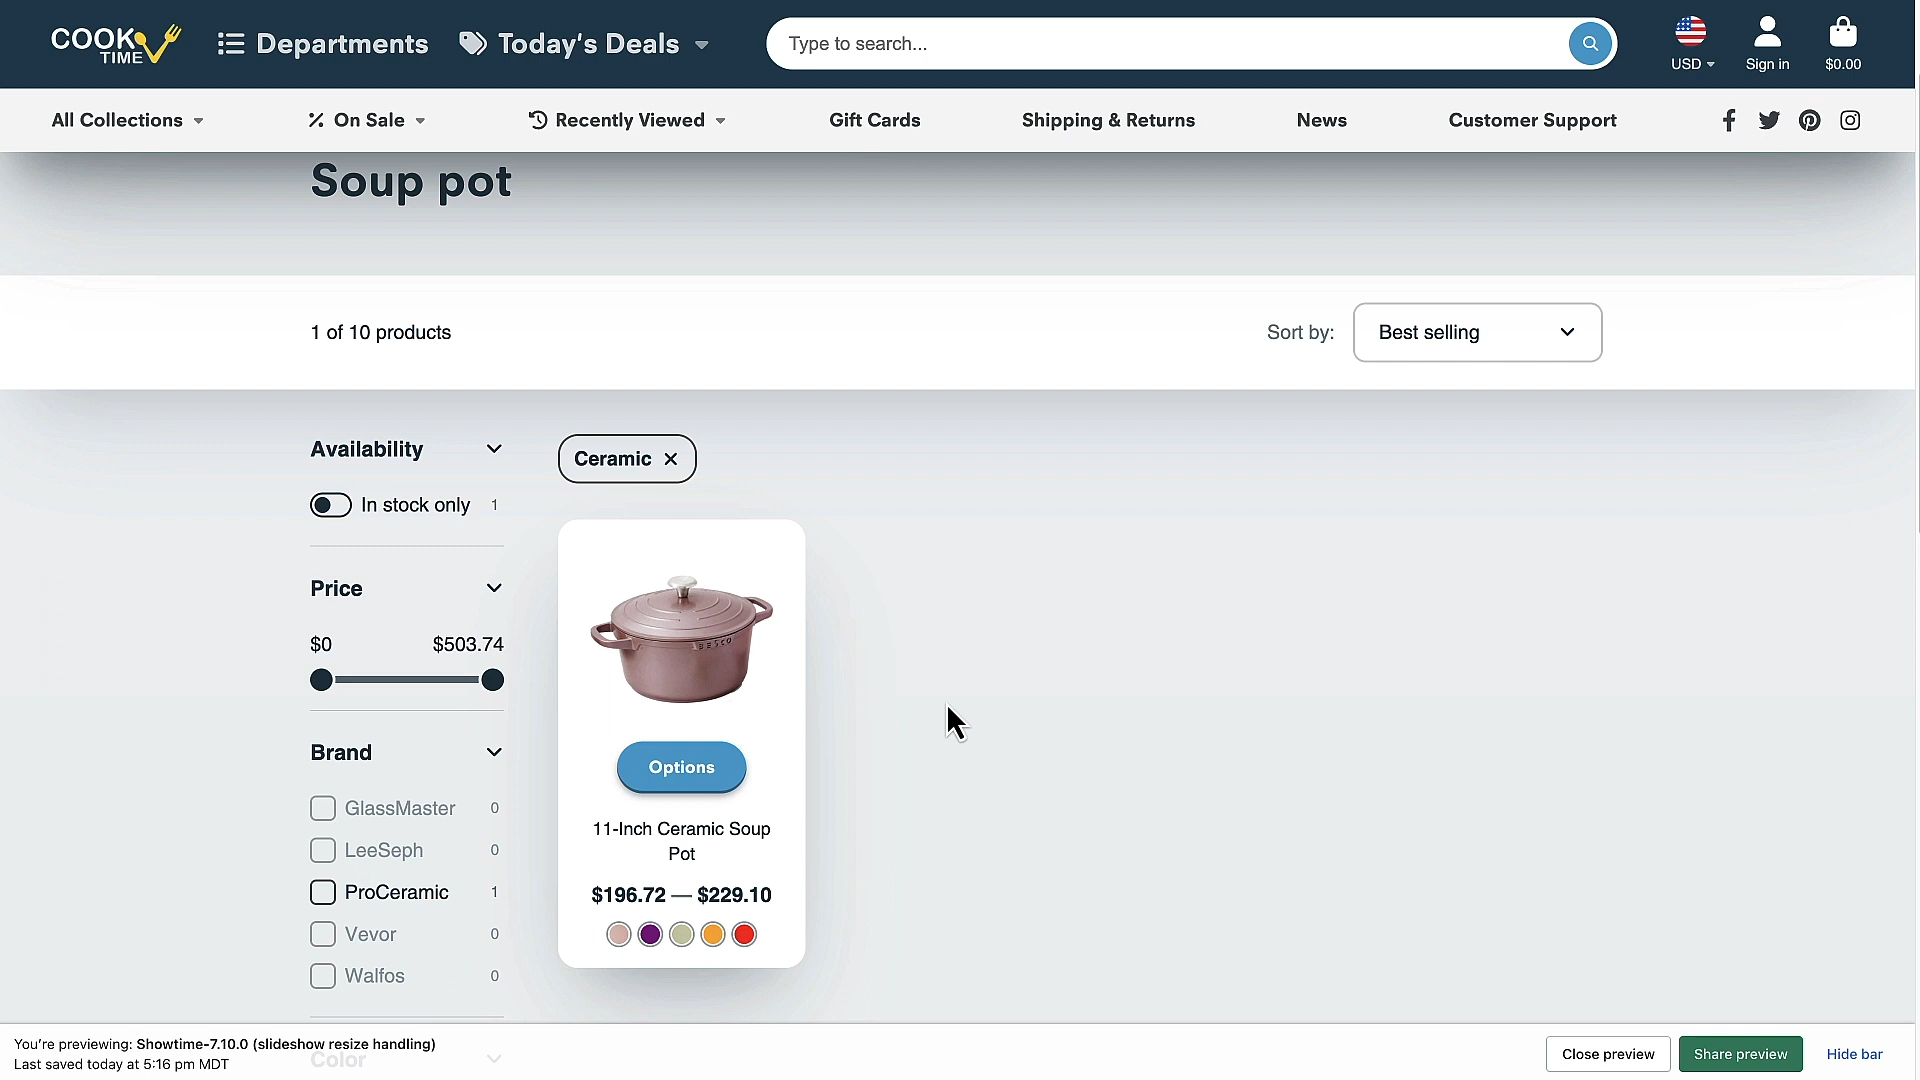 COOK
TIME
Departments
Today's Deals
Type to search...
USD
Sign in
$0.00
All Collections
On Sale
Recently Viewed
Gift Cards
Shipping & Returns
News
Customer Support
Soup pot
1 of 10 products
Sort by:
Best selling
Availability
In stock only 1
Price
$0 $503.74
Brand
GlassMaster 0
LeeSeph 0
ProCeramic 1
Vevor 0
Walfos 0
Color
Ceramic
BESCO
Options
11-Inch Ceramic Soup
Pot
$196.72 — $229.10
You're previewing: Showtime-7.10.0 (slideshow resize handling)
Last saved today at 5:16 pm MDT
Close preview
Share preview
Hide bar